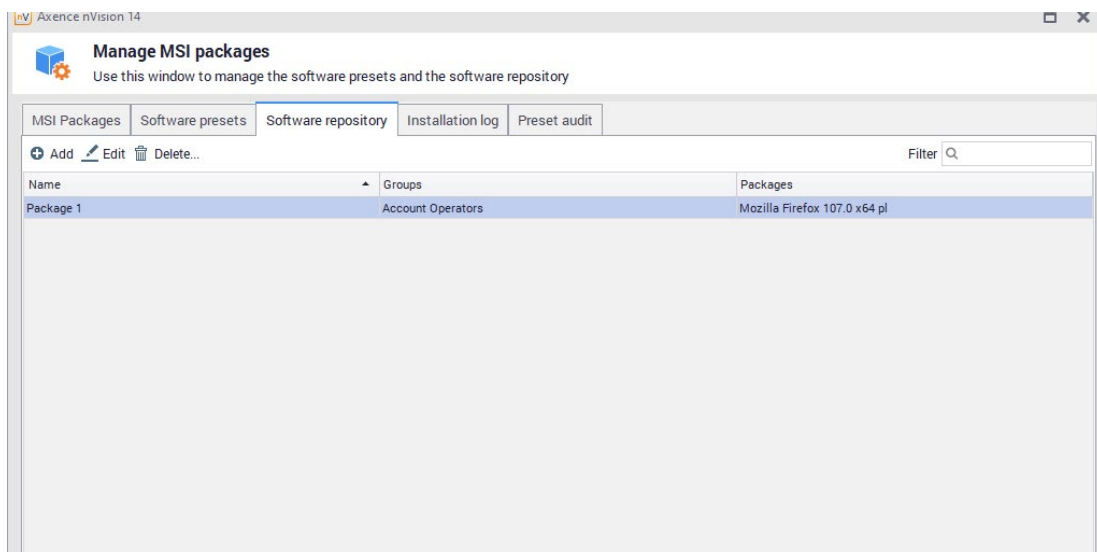 nV Axence nVision 14
Manage MSI packages
Use this window to manage the software presets and the software repository
MSI Packages Software presets Software repository Installation log Preset audit
Add Edit Delete... Filter
Name Groups Packages
Package 1 Account Operators Mozilla Firefox 107.0 x64 pl